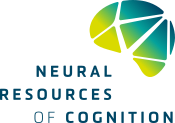 NEURAL
RESOURCES
OF COGNITION